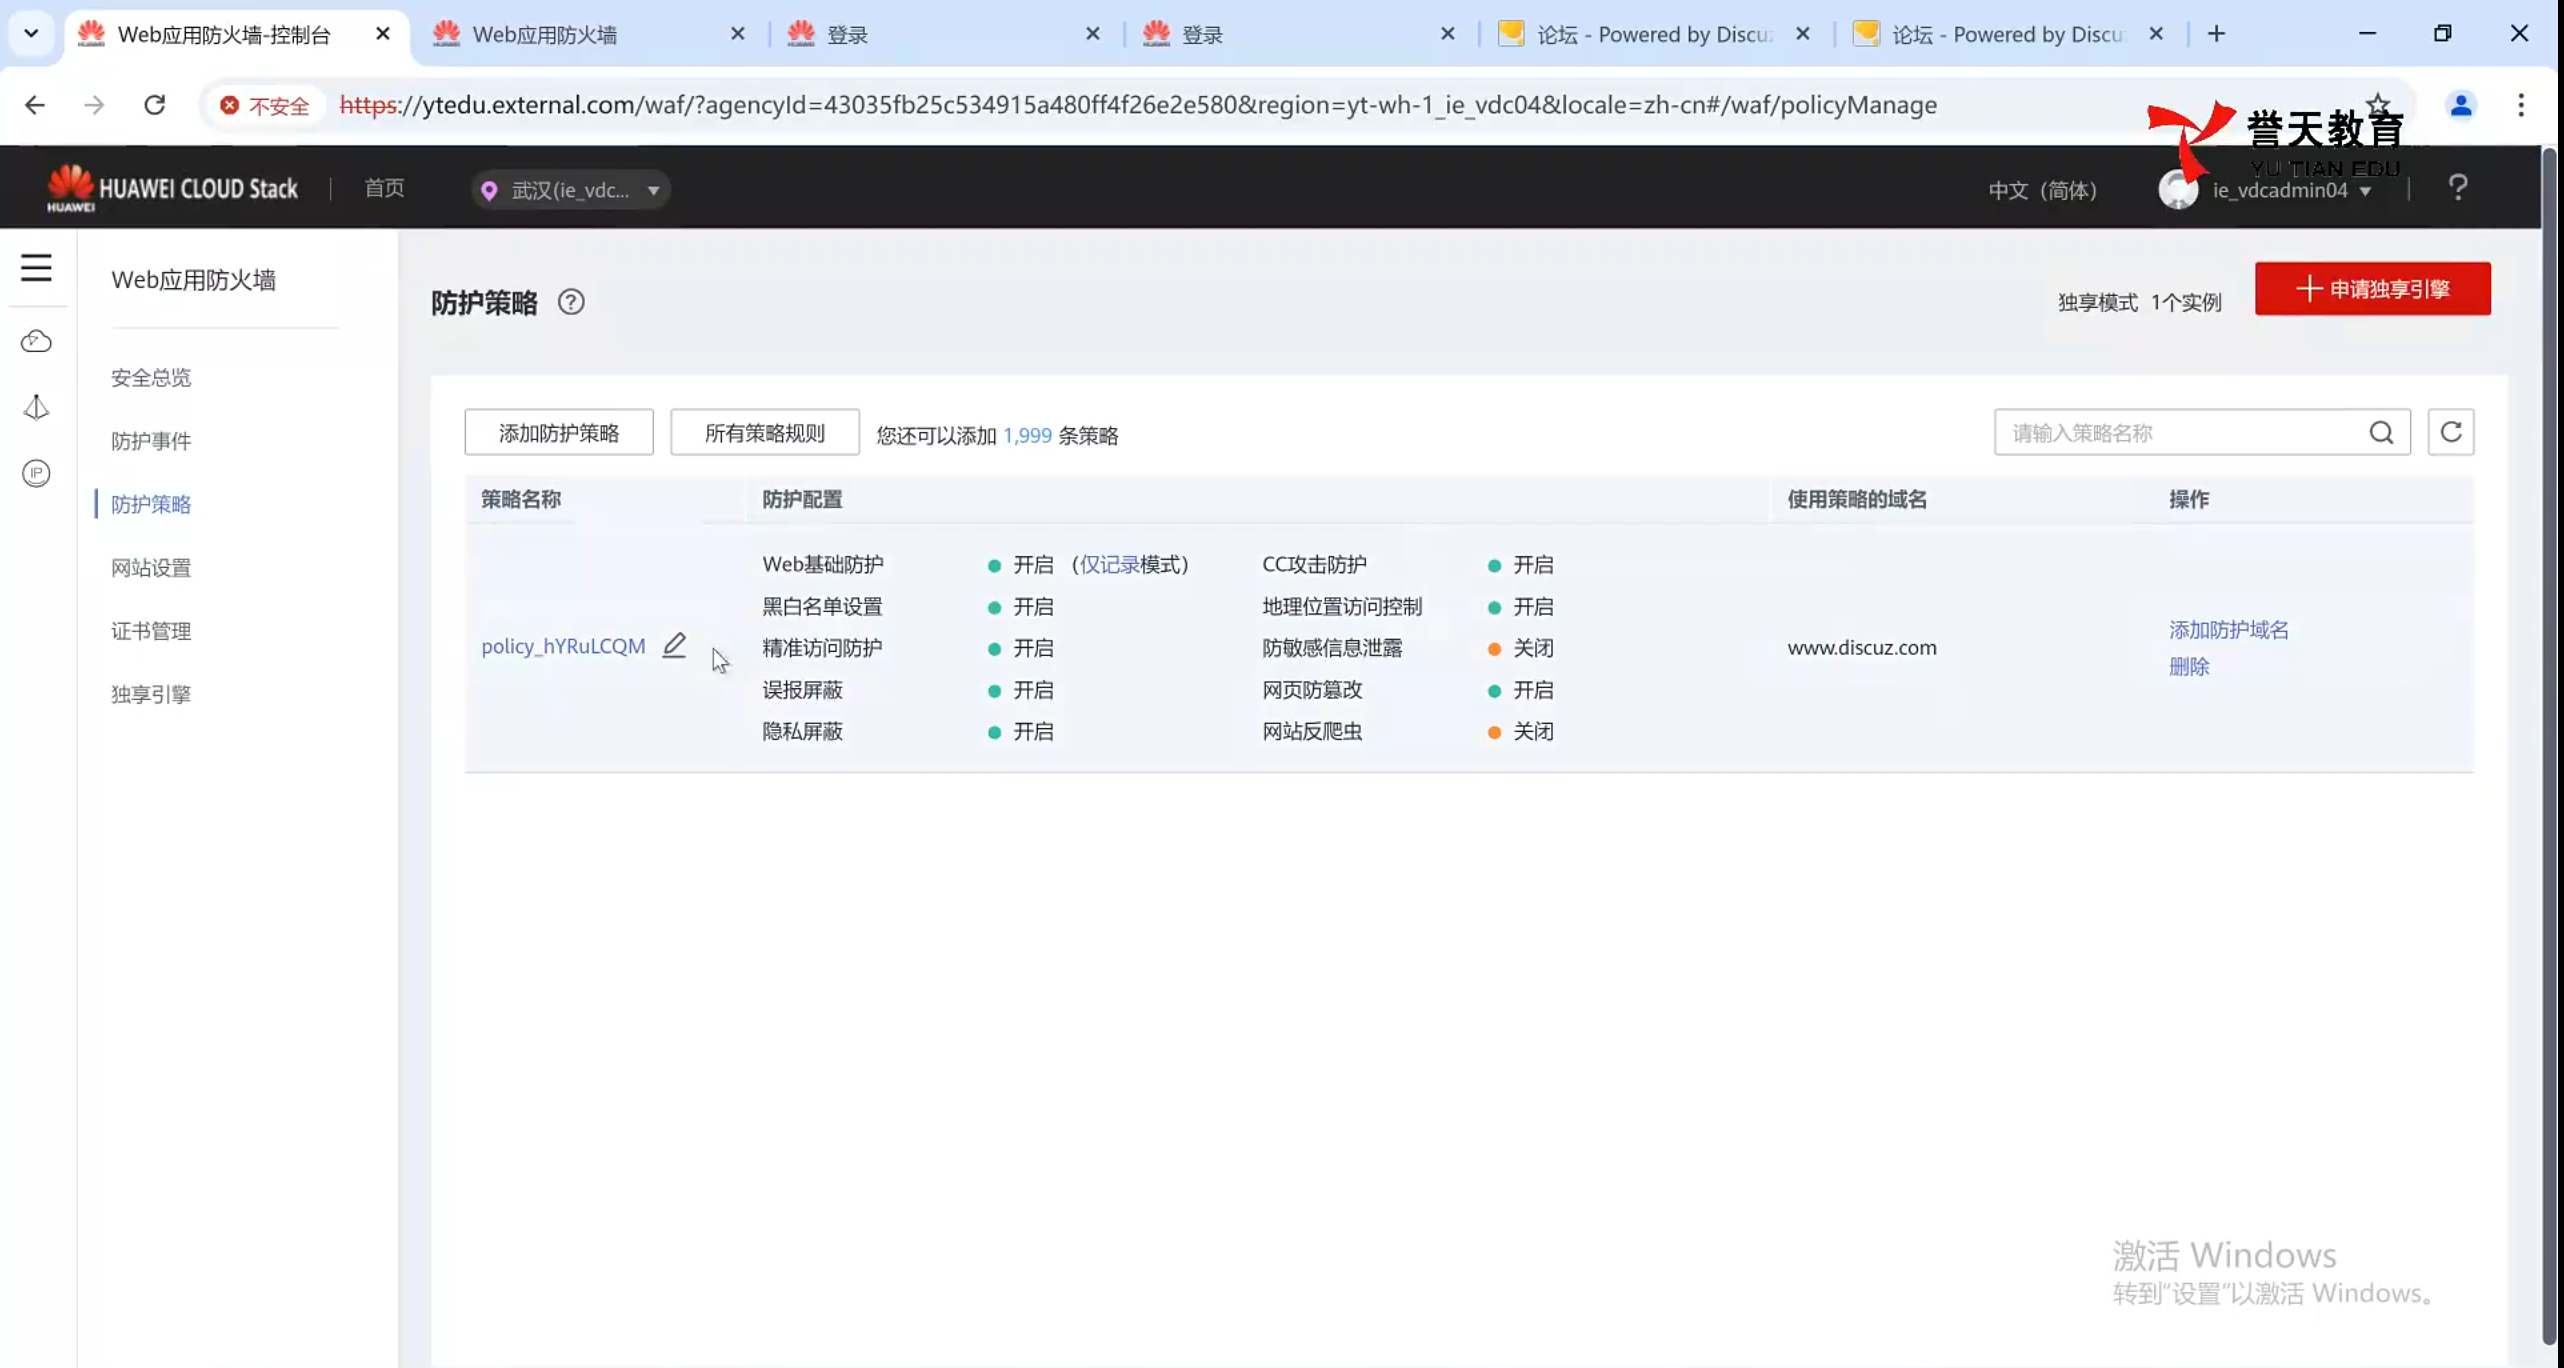 Web应用防火墙-控制台
Web应用防火墙
登录
登录
论坛 - Powered by Discuz
论坛 - Powered by Discu
不安全
https://ytedu.external.com/waf/?agencyId=43035fb25c534915a480ff4f26e2e580&region=yt-wh-1_ie_vdc04&locale=zh-cn#/waf/policyManage
誉天教育
YU TIAN EDU
HUAWEI
HUAWEI CLOUD Stack
首页
武汉(ie_vdc...
中文（简体）
ie_vdcadmin04
Web应用防火墙
安全总览
防护事件
防护策略
网站设置
证书管理
独享引擎
IP
防护策略
独享模式 1个实例
申请独享引擎
添加防护策略
所有策略规则
您还可以添加 1,999 条策略
请输入策略名称
策略名称 防护配置 使用策略的域名 操作
policy_hYRuLCQM
Web基础防护 开启 （仅记录模式） CC攻击防护 开启
黑白名单设置 开启 地理位置访问控制 开启
精准访问防护 开启 防敏感信息泄露 关闭
误报屏蔽 开启 网页防篡改 开启
隐私屏蔽 开启 网站反爬虫 关闭
www.discuz.com
添加防护域名
删除
激活 Windows
转到“设置”以激活 Windows。